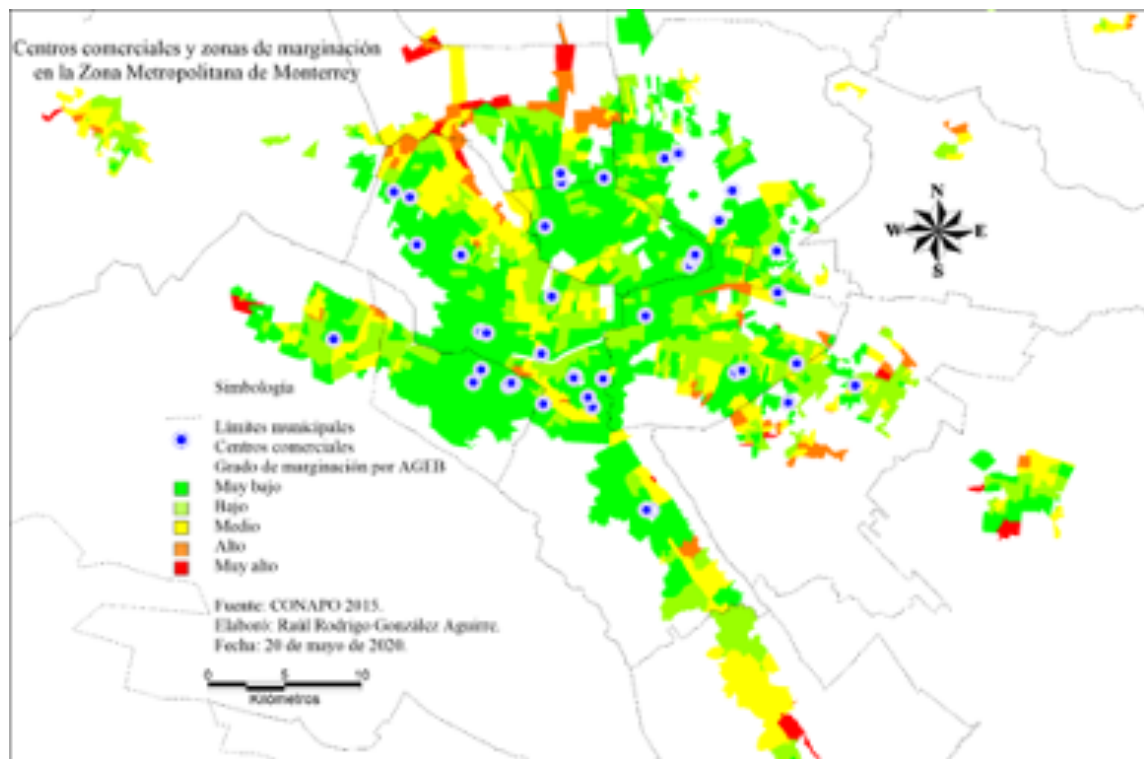 Centros comerciales y zonas de marginación
en la Zona Metropolitana de Monterrey
N
W E
S
Simbología
Límites municipales
Centros comerciales
Grado de marginación por AGEB
Muy bajo
Bajo
Medio
Alto
Muy alto
Fuente: CONAPO 2015.
Elaboró: Raúl Rodrigo González Aguirre.
Fecha: 20 de mayo de 2020.
0 5 10
Kilómetros